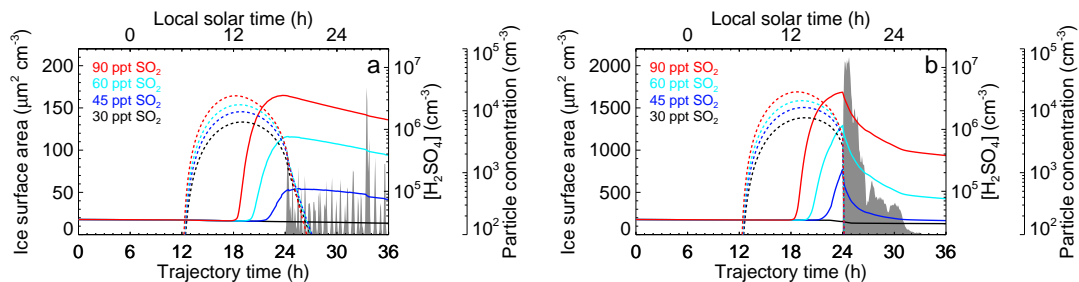 Local solar time (h)
0 12 24
a
90 ppt SO₂
60 ppt SO₂
45 ppt SO₂
30 ppt SO₂
Ice surface area (μm² cm⁻³)
200
150
100
50
0
[H₂SO₄] (cm⁻³)
10⁷
10⁶
10⁵
Particle concentration (cm⁻³)
10⁵
10⁴
10³
10²
0 6 12 18 24 30 36
Trajectory time (h)
Local solar time (h)
0 12 24
b
90 ppt SO₂
60 ppt SO₂
45 ppt SO₂
30 ppt SO₂
Ice surface area (μm² cm⁻³)
2000
1500
1000
500
0
[H₂SO₄] (cm⁻³)
10⁷
10⁶
10⁵
Particle concentration (cm⁻³)
10⁵
10⁴
10³
10²
0 6 12 18 24 30 36
Trajectory time (h)